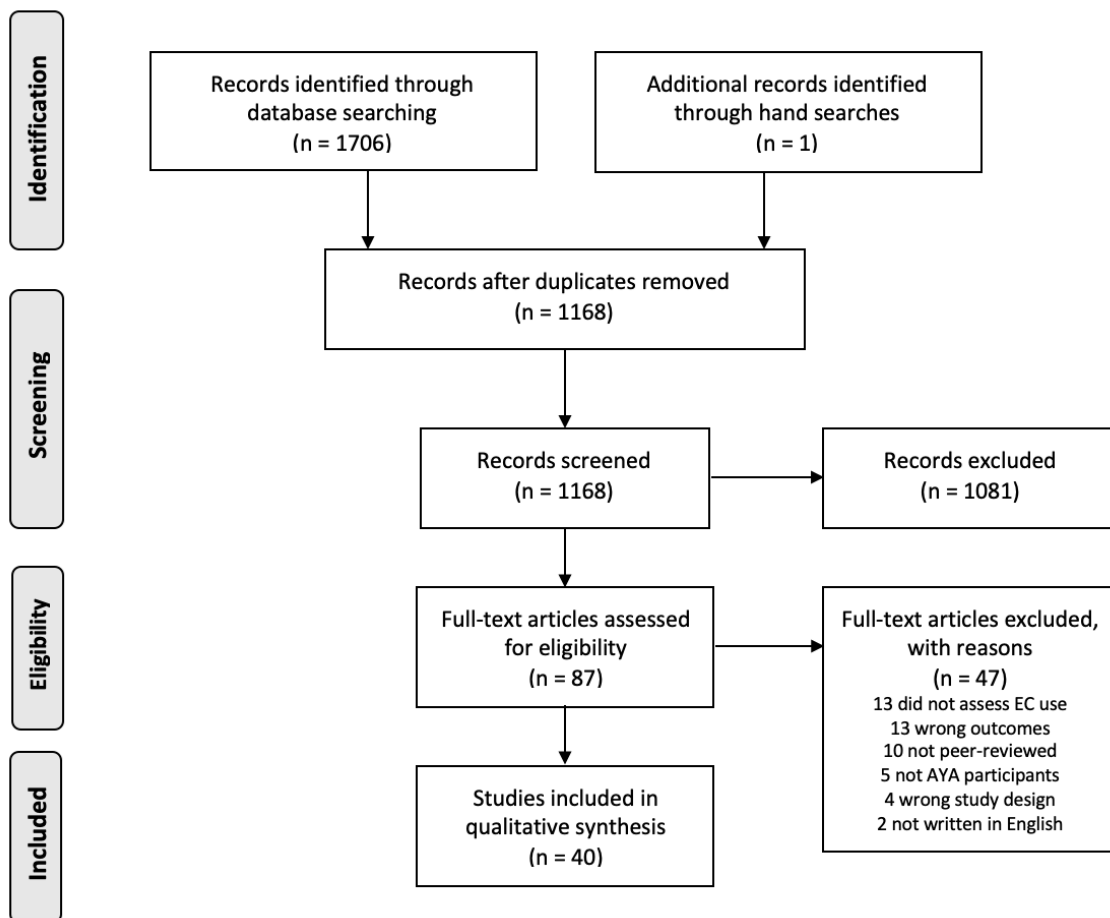 Identification
Records identified through
database searching
(n = 1706)
Additional records identified
through hand searches
(n = 1)
Records after duplicates removed
(n = 1168)
Screening
Records screened
(n = 1168)
Records excluded
(n = 1081)
Eligibility
Full-text articles assessed
for eligibility
(n = 87)
Full-text articles excluded,
with reasons
(n = 47)
13 did not assess EC use
13 wrong outcomes
10 not peer-reviewed
5 not AYA participants
4 wrong study design
2 not written in English
Included
Studies included in
qualitative synthesis
(n = 40)